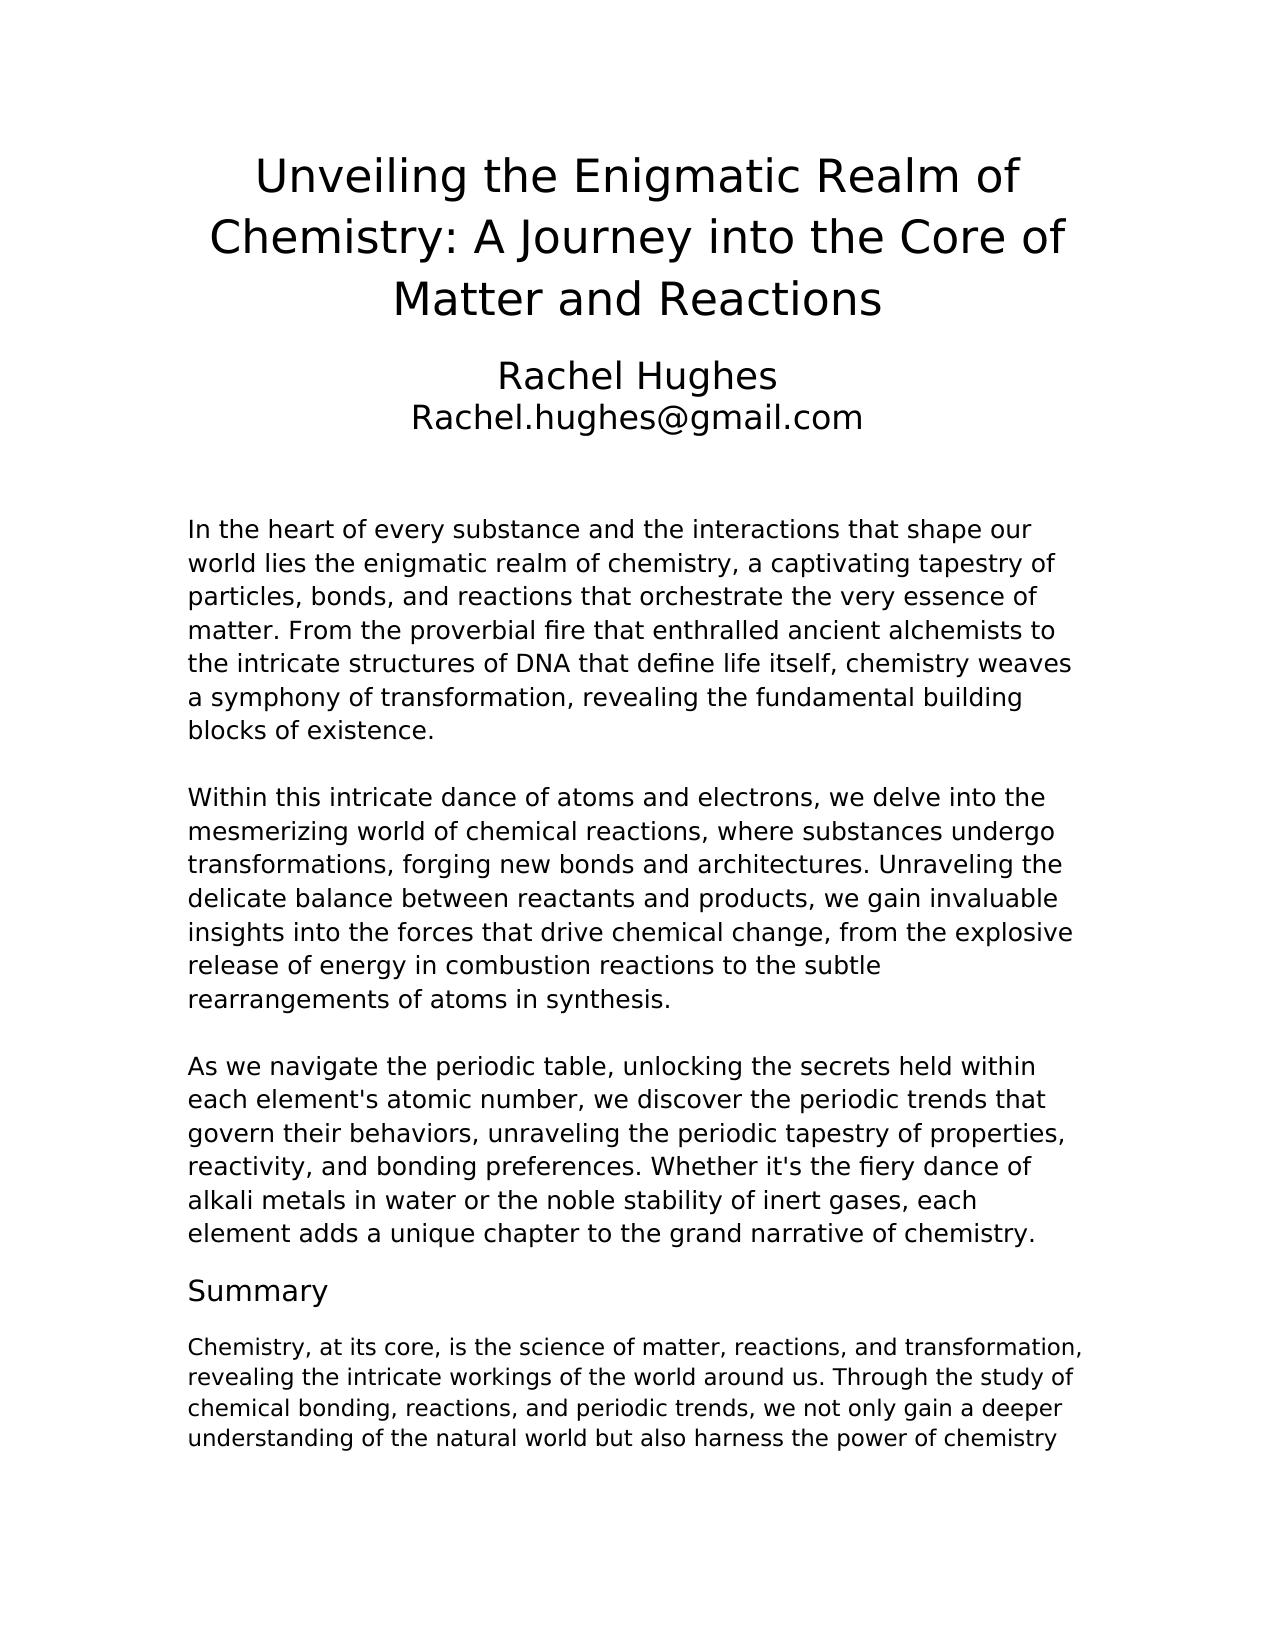 Unveiling the Enigmatic Realm of
Chemistry: A Journey into the Core of
Matter and Reactions
Rachel Hughes
Rachel.hughes@gmail.com
In the heart of every substance and the interactions that shape our
world lies the enigmatic realm of chemistry, a captivating tapestry of
particles, bonds, and reactions that orchestrate the very essence of
matter. From the proverbial fire that enthralled ancient alchemists to
the intricate structures of DNA that define life itself, chemistry weaves
a symphony of transformation, revealing the fundamental building
blocks of existence.
Within this intricate dance of atoms and electrons, we delve into the
mesmerizing world of chemical reactions, where substances undergo
transformations, forging new bonds and architectures. Unraveling the
delicate balance between reactants and products, we gain invaluable
insights into the forces that drive chemical change, from the explosive
release of energy in combustion reactions to the subtle
rearrangements of atoms in synthesis.
As we navigate the periodic table, unlocking the secrets held within
each element's atomic number, we discover the periodic trends that
govern their behaviors, unraveling the periodic tapestry of properties,
reactivity, and bonding preferences. Whether it's the fiery dance of
alkali metals in water or the noble stability of inert gases, each
element adds a unique chapter to the grand narrative of chemistry.
Summary
Chemistry, at its core, is the science of matter, reactions, and transformation,
revealing the intricate workings of the world around us. Through the study of
chemical bonding, reactions, and periodic trends, we not only gain a deeper
understanding of the natural world but also harness the power of chemistry